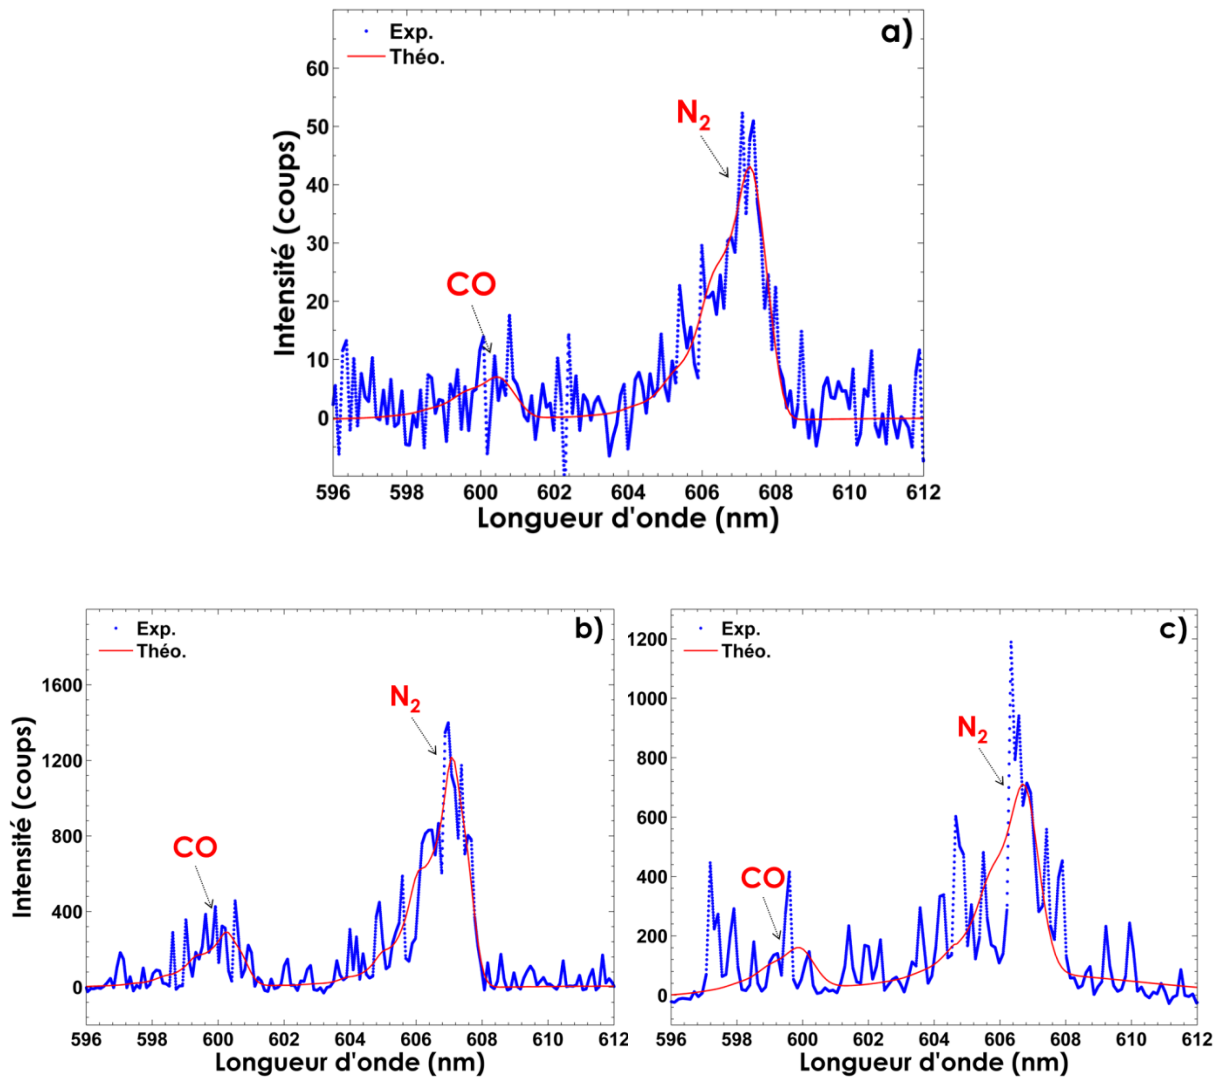 a)
Exp.
Théo.
N₂
CO
Intensité (coups)
60
50
40
30
20
10
0
596 598 600 602 604 606 608 610 612
Longueur d'onde (nm)
b)
Exp.
Théo.
N₂
CO
Intensité (coups)
1600
1200
800
400
0
596 598 600 602 604 606 608 610 612
Longueur d'onde (nm)
c)
Exp.
Théo.
N₂
CO
1200
1000
800
600
400
200
0
596 598 600 602 604 606 608 610 612
Longueur d'onde (nm)